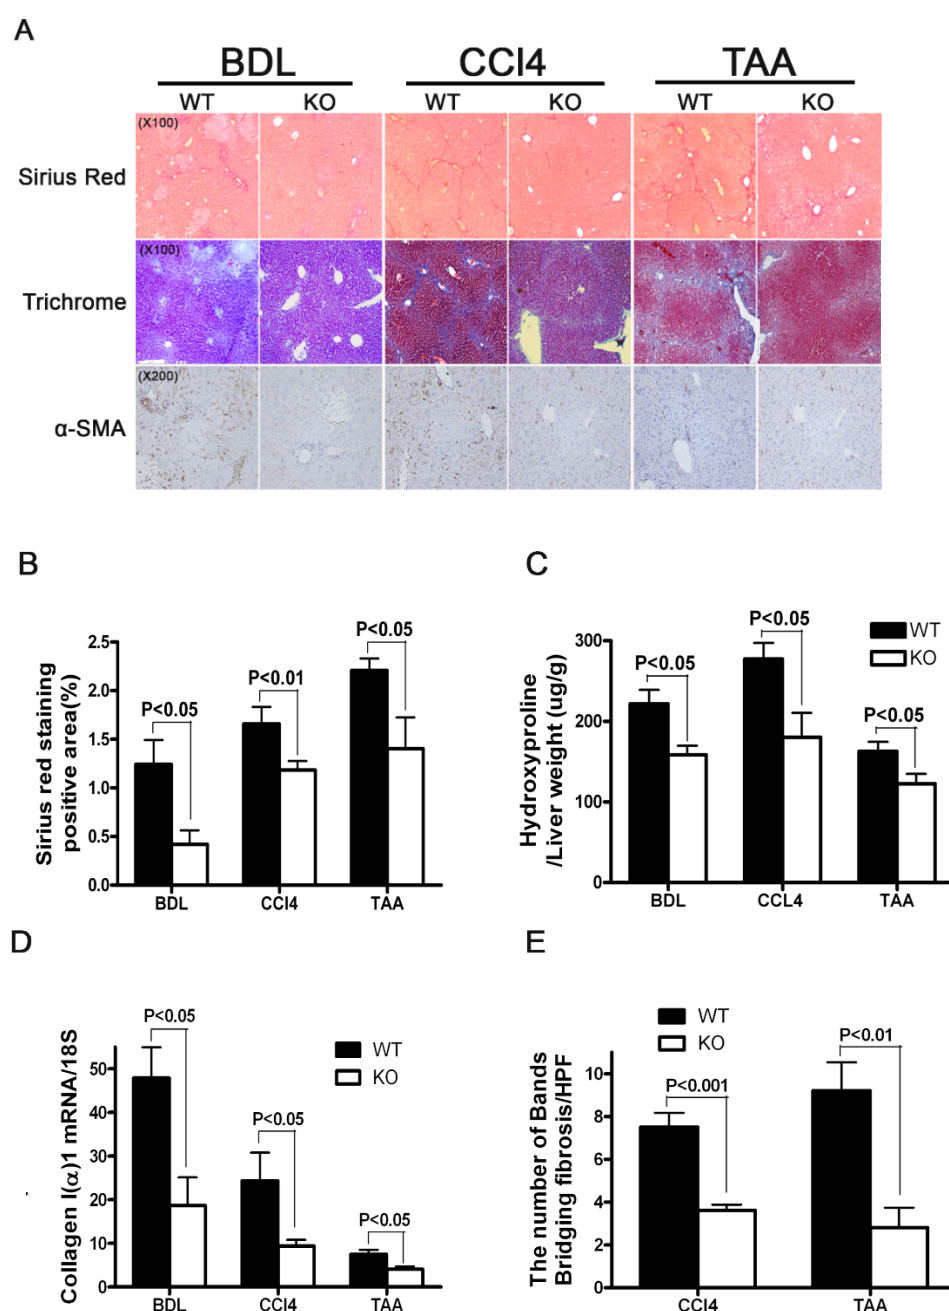 A
BDL CCl4 TAA
WT KO WT KO WT KO
(X100)
Sirius Red
(X100)
Trichrome
(X200)
α-SMA
B
Sirius red staining
positive area(%)
2.5
2.0
1.5
1.0
0.5
0.0
P<0.05
P<0.01
P<0.05
BDL CCl4 TAA
C
Hydroxyproline
/Liver weight (ug/g)
300
200
100
0
P<0.05
P<0.05
P<0.05
WT
KO
BDL CCL4 TAA
D
Collagen I(α)1 mRNA/18S
50
40
30
20
10
0
P<0.05
P<0.05
P<0.05
WT
KO
BDL CCl4 TAA
E
The number of Bands
Bridging fibrosis/HPF
10
8
6
4
2
0
WT
KO
P<0.001
P<0.01
CCl4 TAA